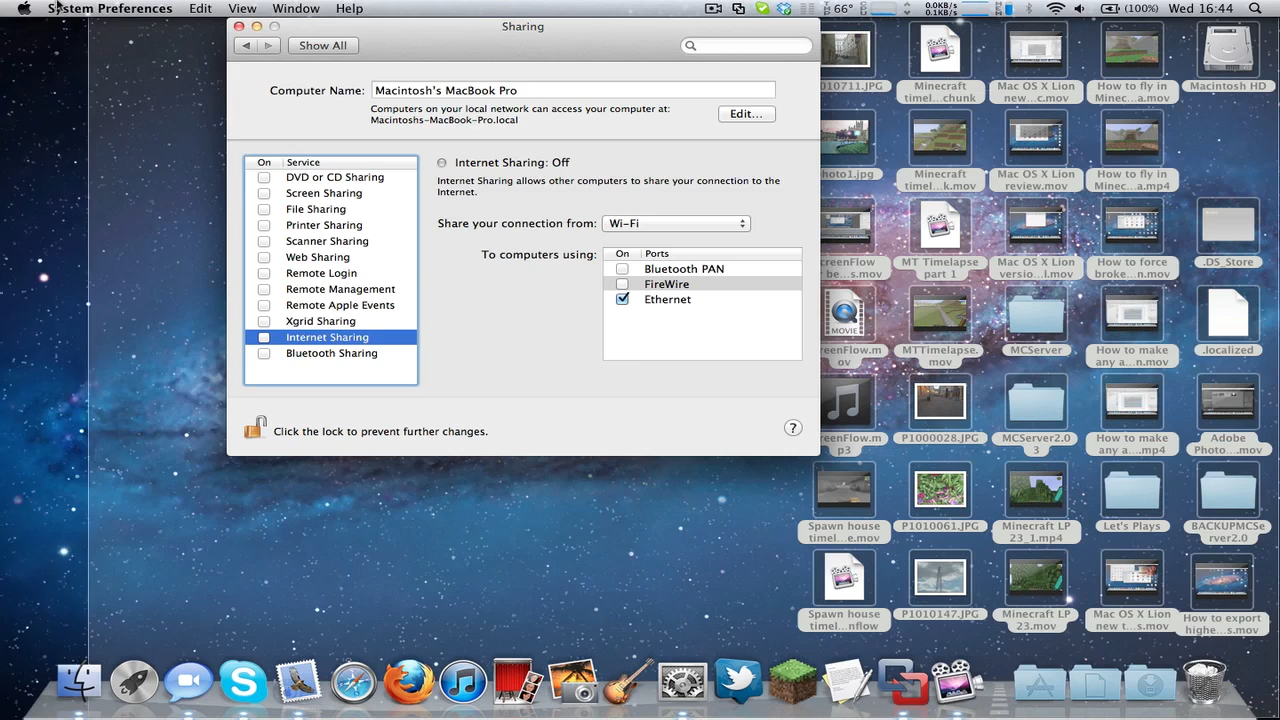 System Preferences Edit View Window Help
66° 0.0KB/s 0.1KB/s (100%) Wed 16:44
Sharing
Show All
Computer Name: Macintosh's MacBook Pro
Computers on your local network can access your computer at:
Macintoshs-MacBook-Pro.local
Edit...
On Service
DVD or CD Sharing
Screen Sharing
File Sharing
Printer Sharing
Scanner Sharing
Web Sharing
Remote Login
Remote Management
Remote Apple Events
Xgrid Sharing
Internet Sharing
Bluetooth Sharing
Internet Sharing: Off
Internet Sharing allows other computers to share your connection to the
Internet.
Share your connection from: Wi-Fi
To computers using:
On Ports
Bluetooth PAN
FireWire
Ethernet
Click the lock to prevent further changes.
?
010711.JPG
Minecraft
timel...chunk
Mac OS X Lion
new...c.mov
How to fly in
Minec...a.mov
Macintosh HD
hoto1.jpg
Minecraft
timel...k.mov
Mac OS X Lion
review.mov
How to fly in
Minec...a.mp4
reenFlow
be...s.mov
MT Timelapse
part 1
Mac OS X Lion
versio...l.mov
How to force
broke...n.mov
.DS_Store
MOVIE
reenFlow.m
ov
MTTimelapse.
mov
MCServer
How to make
any a...n.mov
.localized
reenFlow.m
p3
P1000028.JPG
MCServer2.0
3
How to make
any a....mp4
Adobe
Photo...mov
Spawn house
timel...e.mov
P1010061.JPG
Minecraft LP
23_1.mp4
Let's Plays
BACKUPMCSe
rver2.0
Spawn house
timel...nflow
P1010147.JPG
Minecraft LP
23.mov
Mac OS X Lion
new t...s.mov
How to export
highe...s.mov